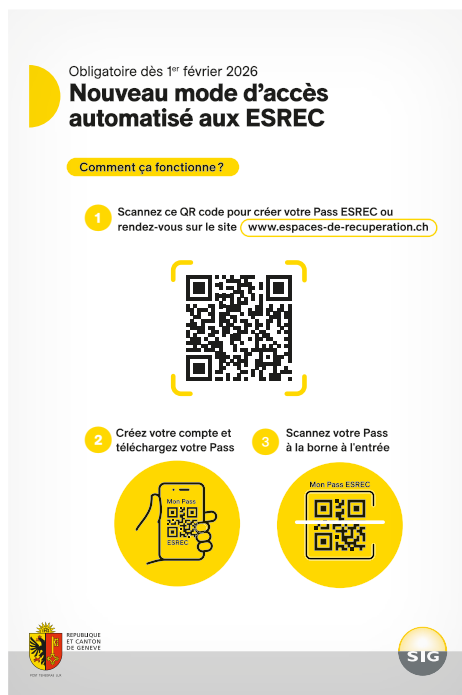 Obligatoire dès 1er février 2026
Nouveau mode d'accès
automatisé aux ESREC
Comment ça fonctionne ?
1
Scannez ce QR code pour créer votre Pass ESREC ou
rendez-vous sur le site www.espaces-de-recuperation.ch
2
Créez votre compte et
téléchargez votre Pass
3
Scannez votre Pass
à la borne à l'entrée
Mon Pass
ESREC
Mon Pass ESREC
REPUBLIQUE
ET CANTON
DE GENEVE
POST TENEBRAS LUX
SIG